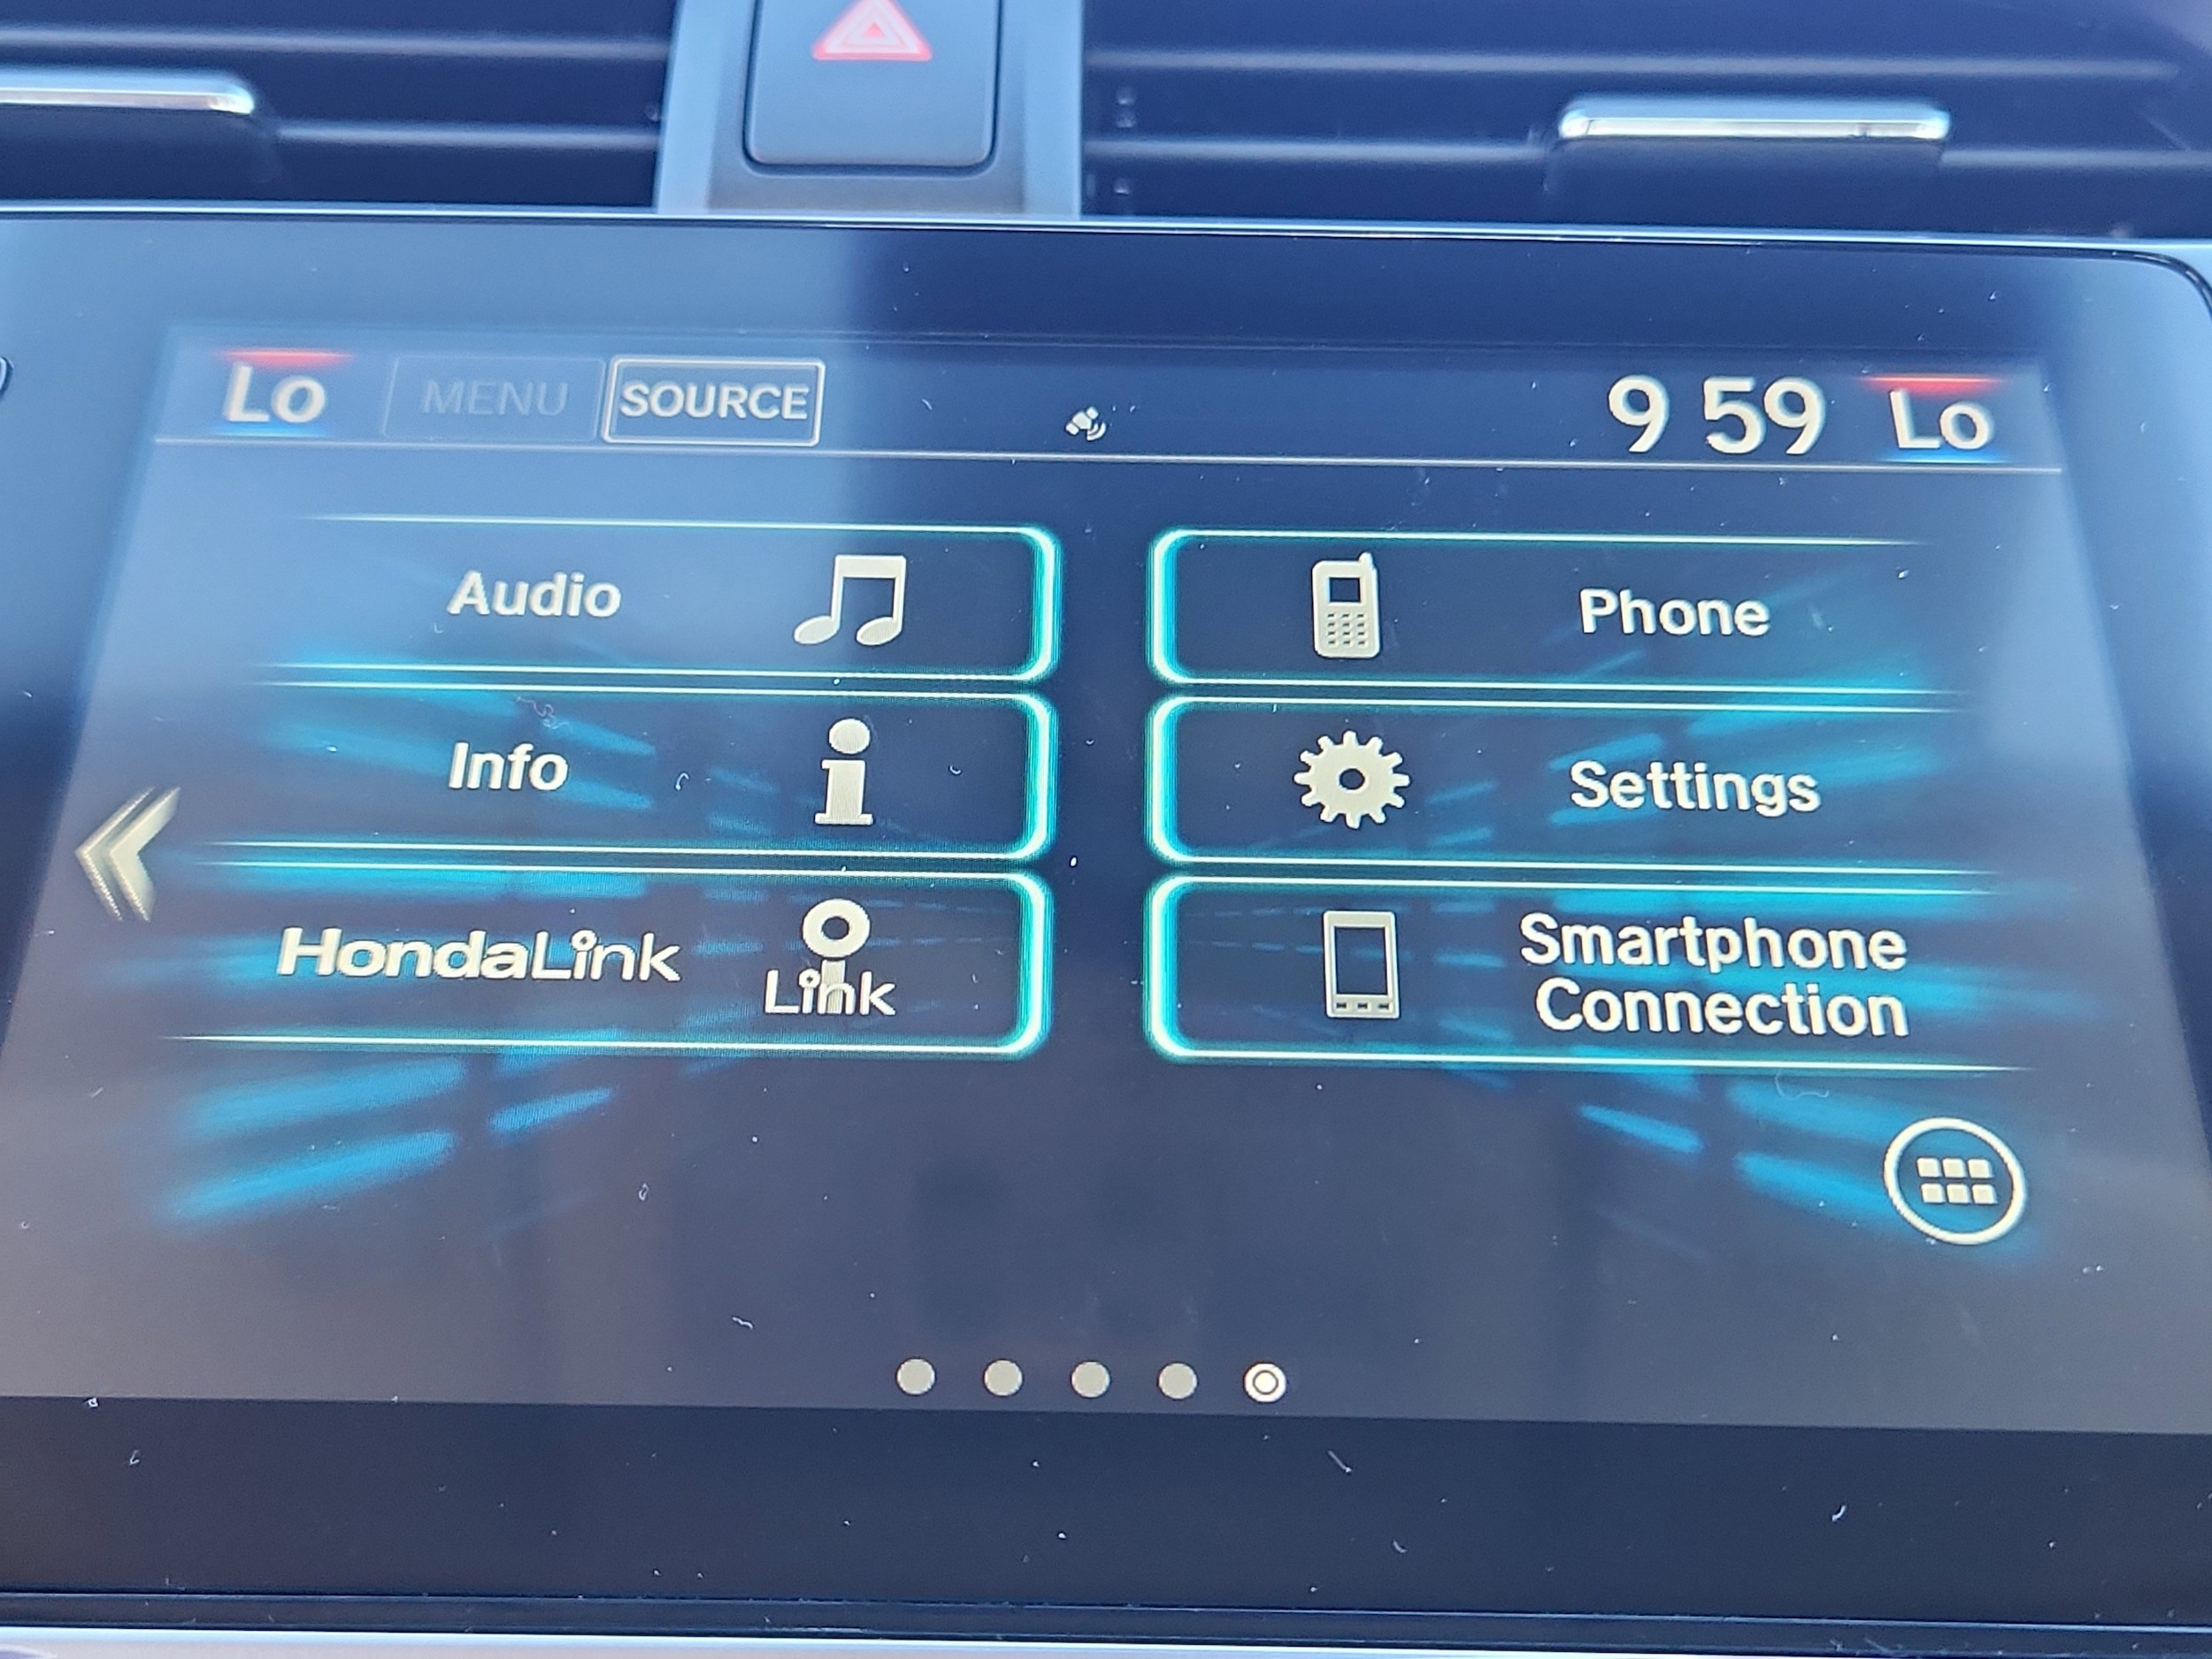 Lo MENU SOURCE 9 59 Lo
Audio
Phone
Info
Settings
HondaLink
Link
Smartphone
Connection